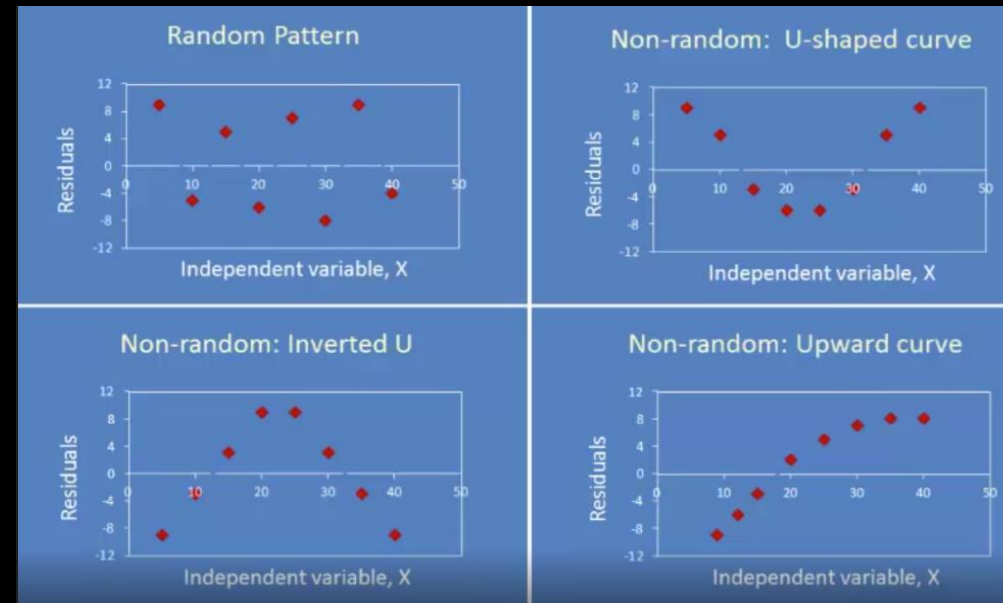 Random Pattern
12
8
4
0
-4
-8
-12
0 10 20 30 40 50
Residuals
Independent variable, X
Non-random: U-shaped curve
12
8
4
0
-4
-8
-12
0 10 20 30 40 50
Residuals
Independent variable, X
Non-random: Inverted U
12
8
4
0
-4
-8
-12
0 10 20 30 40 50
Residuals
Independent variable, X
Non-random: Upward curve
12
8
4
0
-4
-8
-12
0 10 20 30 40 50
Residuals
Independent variable, X